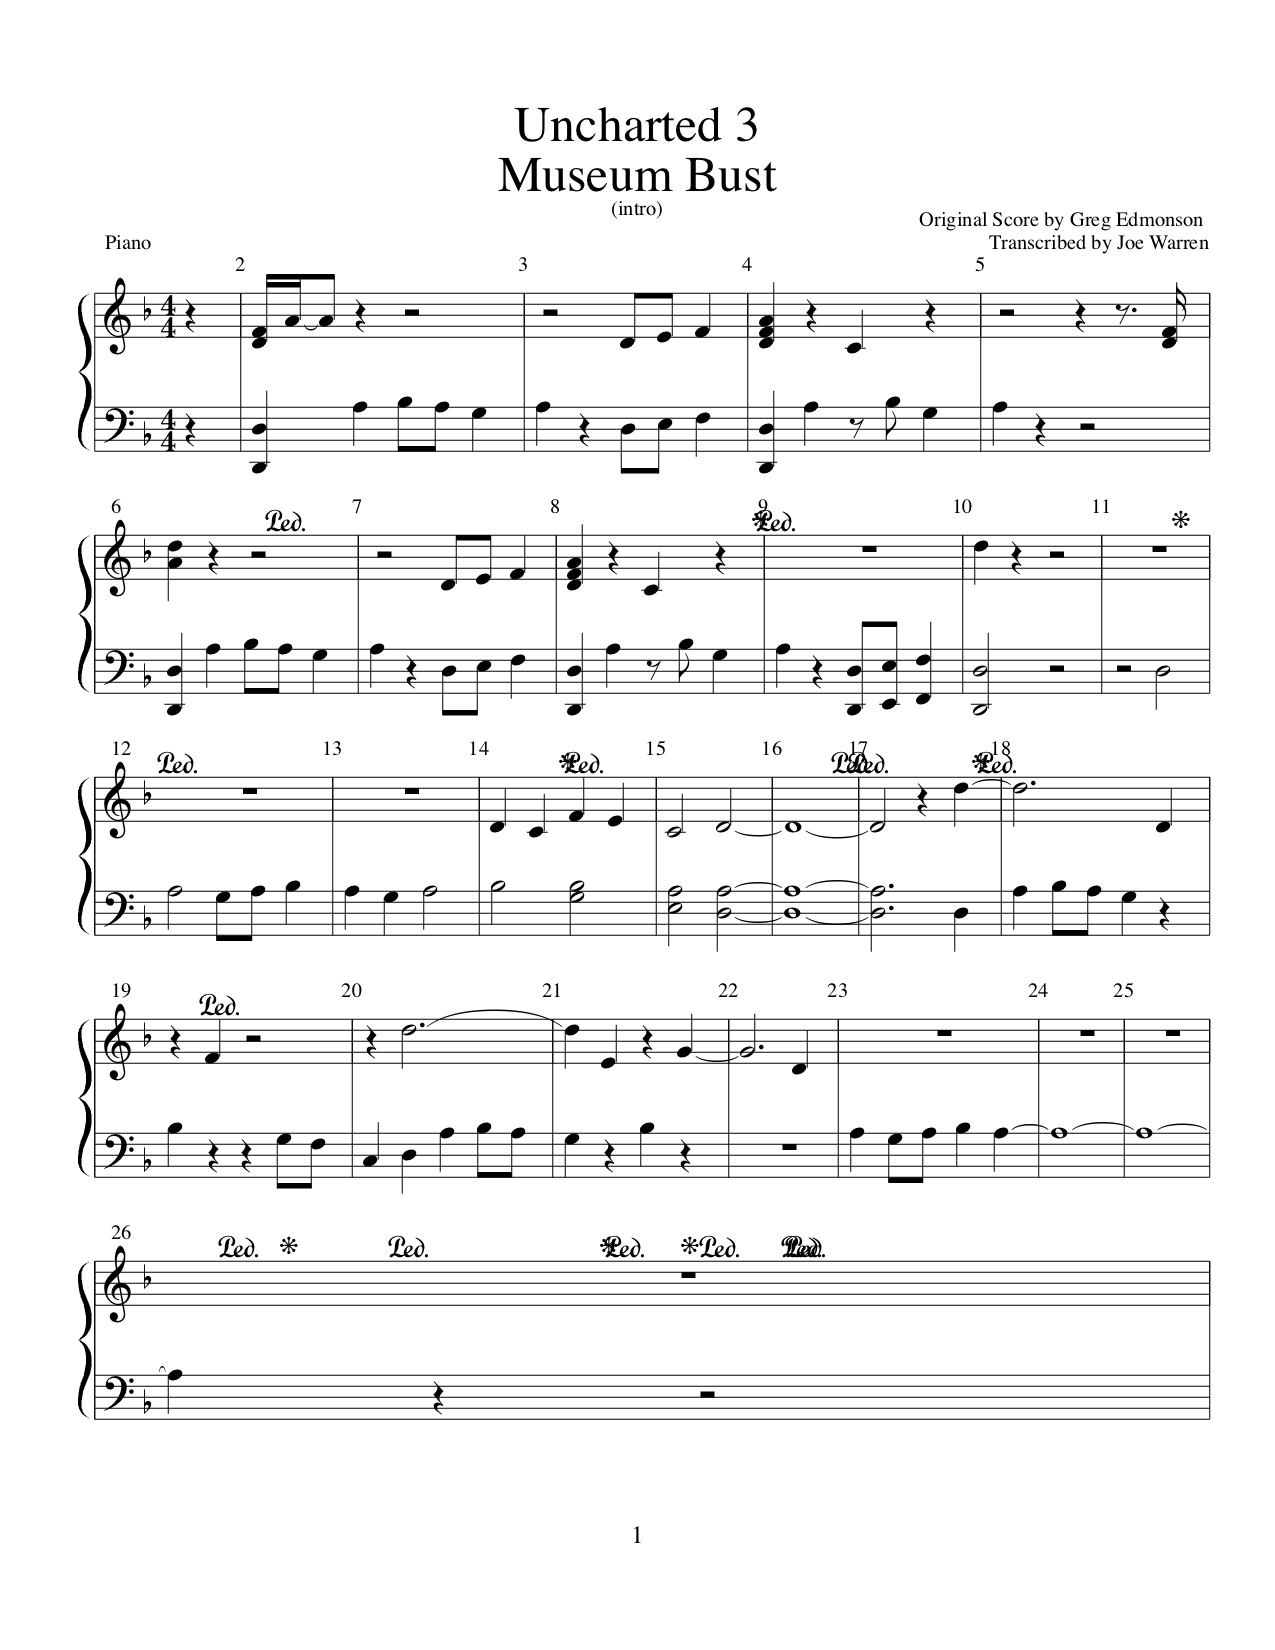 Uncharted 3
Museum Bust
(intro)
Original Score by Greg Edmonson
Piano
Transcribed by Joe Warren
2 3 4 5
4 4
4 4
6 7 8 9 10 11
Ped. Ped.
12 13 14 15 16 17 18
Ped. Ped. Ped. Ped. Ped.
19 20 21 22 23 24 25
Ped.
26
Ped. Ped. Ped. Ped. Ped.
1